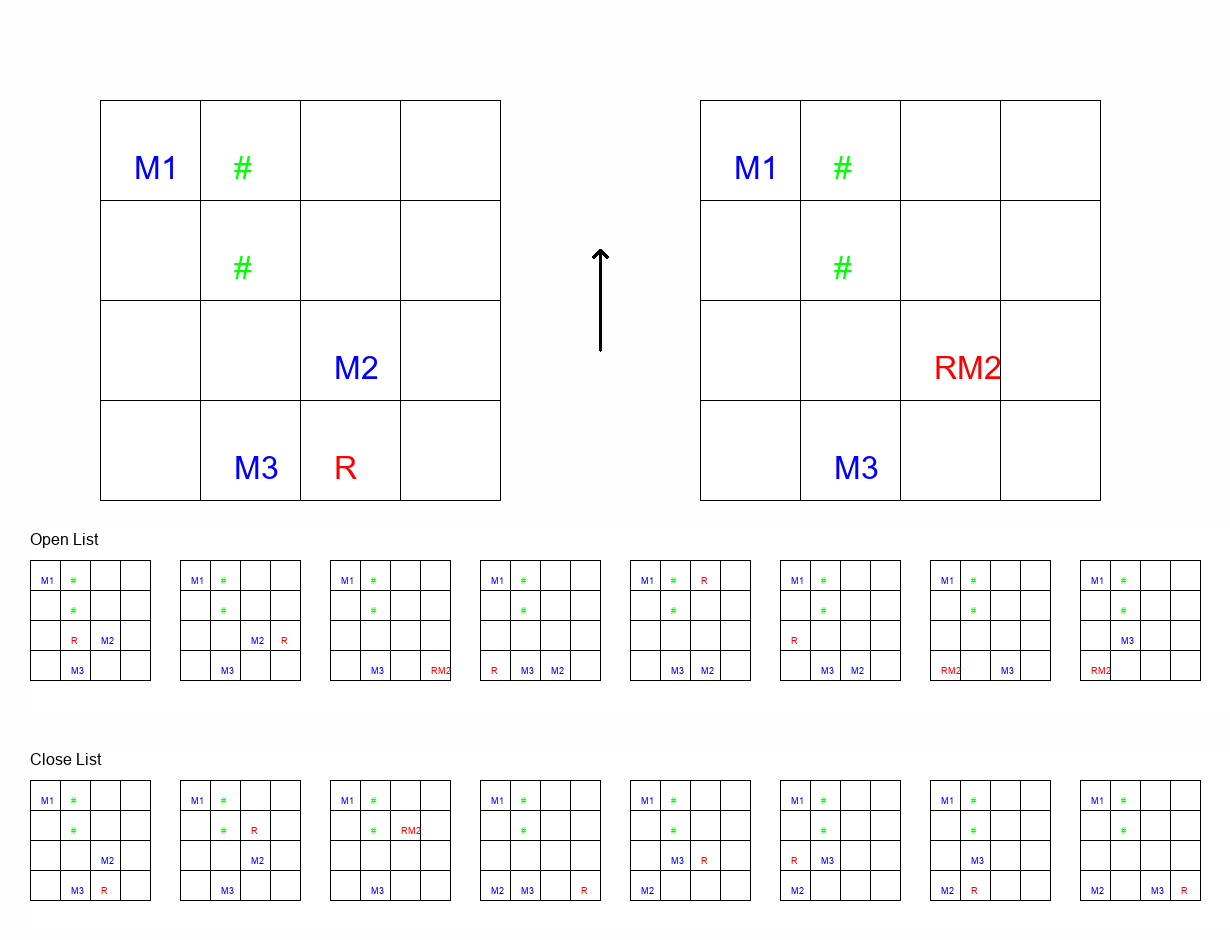 M1 # M1 #
# #
M2 RM2
M3 R M3
Open List
M1 # M1 # M1 # M1 # M1 # R M1 # M1 # M1 #
# # # # # # # #
R M2 M2 R R M3
M3 M3 M3 RM2 R M3 M2 M3 M2 M3 M2 RM2 M3 RM2
Close List
M1 # M1 # M1 # M1 # M1 # M1 # M1 # M1 #
# # R # RM2 # # # # #
M2 M2 M3 R R M3 M3
M3 R M3 M3 M2 M3 R M2 M2 M2 R M2 M3 R